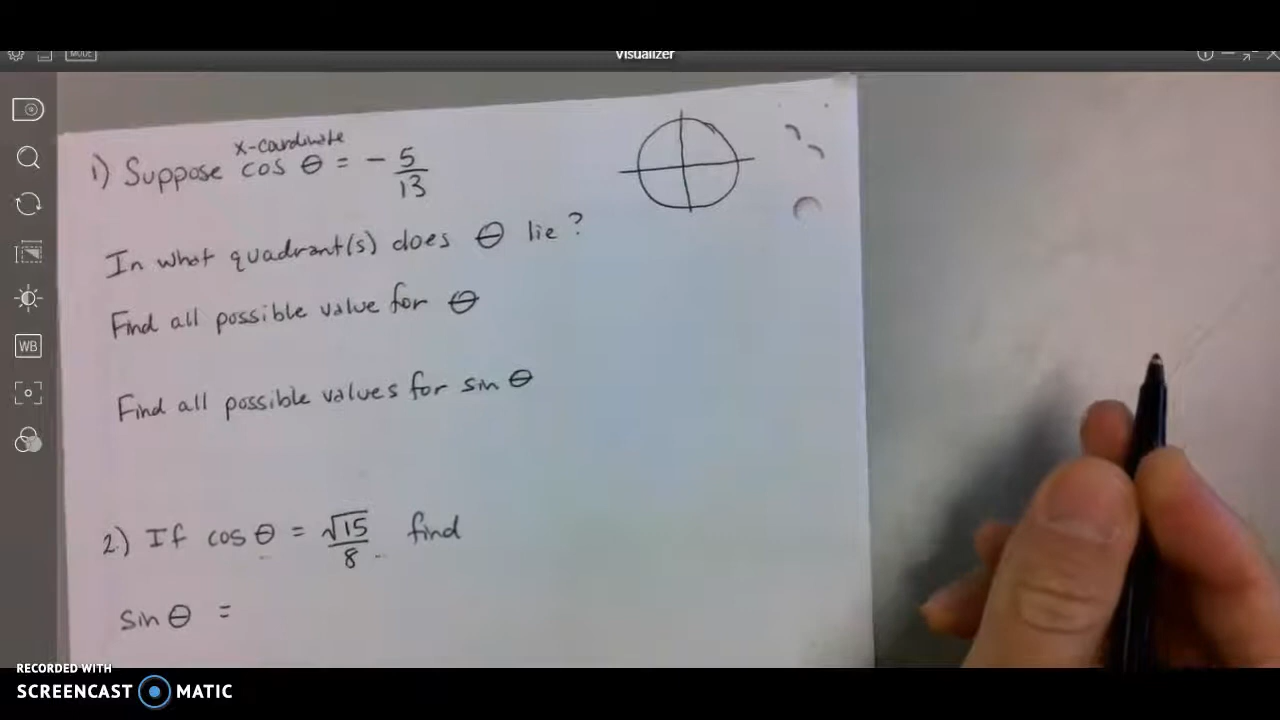 MODE
Visualizer
x-coordinate
1) Suppose cos θ = - 5/13
In what quadrant(s) does θ lie?
WB
Find all possible value for θ
Find all possible values for sin θ
2.) If cos θ = √15/8 find
sin θ =
RECORDED WITH
SCREENCAST MATIC